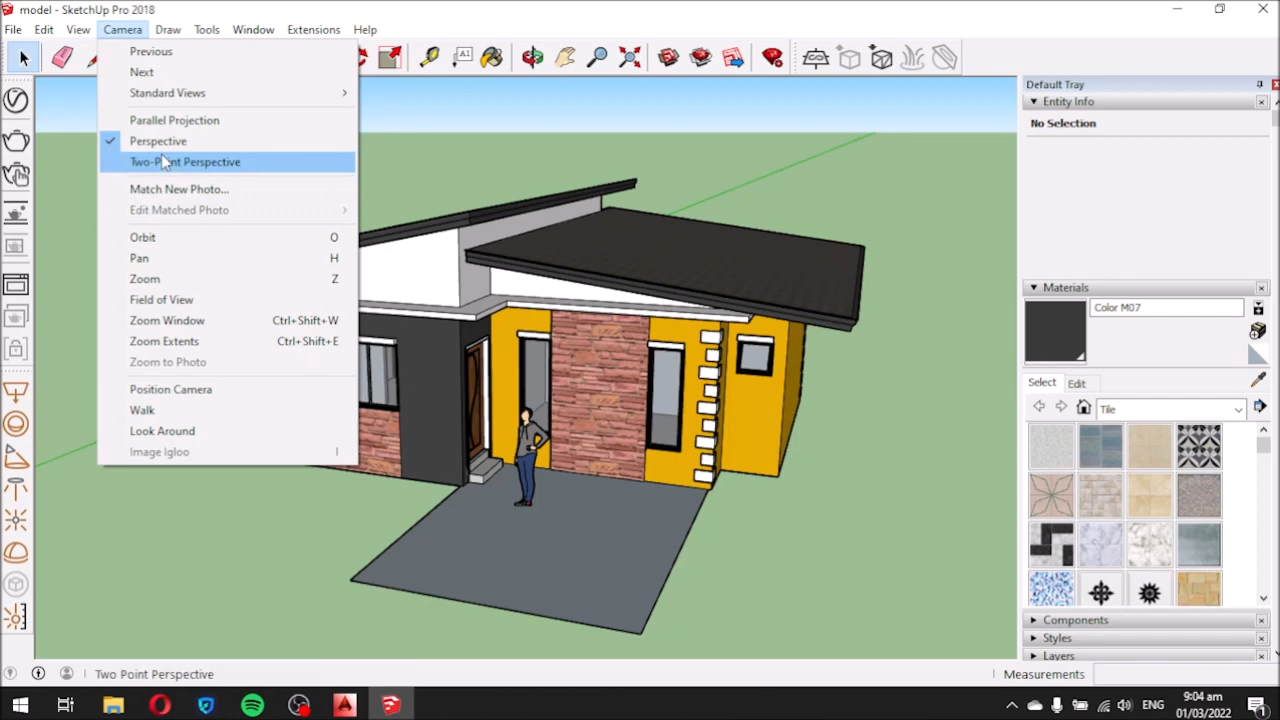 model - SketchUp Pro 2018
File Edit View Camera Draw Tools Window Extensions Help
Previous
Next
Standard Views
Parallel Projection
Perspective
Two-Point Perspective
Match New Photo...
Edit Matched Photo
Orbit O
Pan H
Zoom Z
Field of View
Zoom Window Ctrl+Shift+W
Zoom Extents Ctrl+Shift+E
Zoom to Photo
Position Camera
Walk
Look Around
Image Igloo I
Default Tray
Entity Info
No Selection
Materials
Color M07
Select Edit
Tile
Components
Styles
Layers
Two Point Perspective
Measurements
ENG
9:04 am
01/03/2022
1